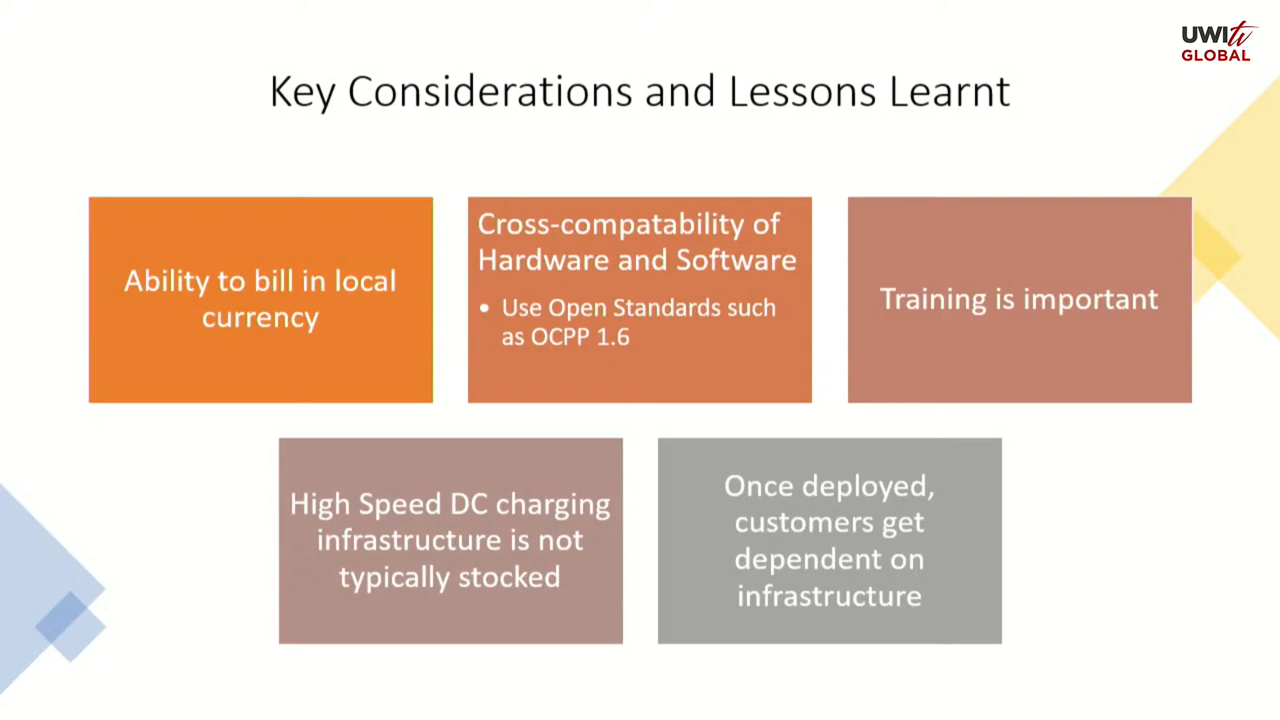 UWItv
GLOBAL
Key Considerations and Lessons Learnt
Ability to bill in local
currency
Cross-compatability of
Hardware and Software
• Use Open Standards such
as OCPP 1.6
Training is important
High Speed DC charging
infrastructure is not
typically stocked
Once deployed,
customers get
dependent on
infrastructure